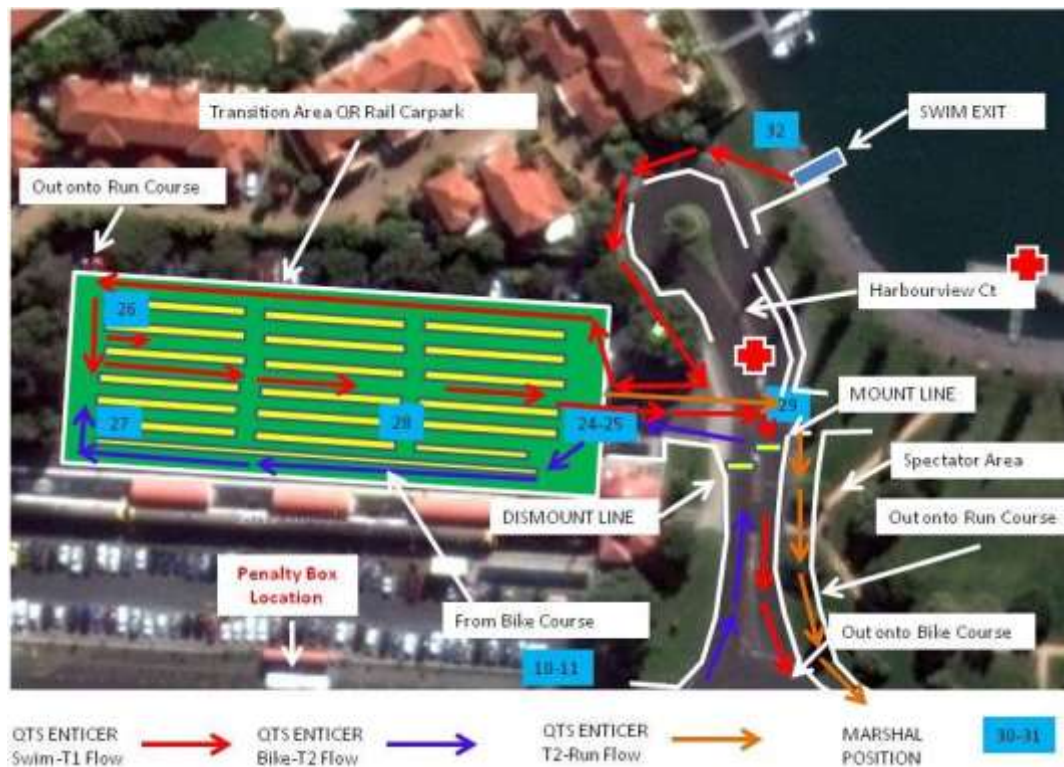 32
SWIM EXIT
Transition Area QR Rail Carpark
Out onto Run Course
Harbourview Ct
26
29
MOUNT LINE
27
28
24-25
Spectator Area
DISMOUNT LINE
Out onto Run Course
Penalty Box
Location
From Bike Course
Out onto Bike Course
10-11
QTS ENTICER
Swim-T1 Flow
QTS ENTICER
Bike-T2 Flow
QTS ENTICER
T2-Run Flow
MARSHAL
POSITION
30-31